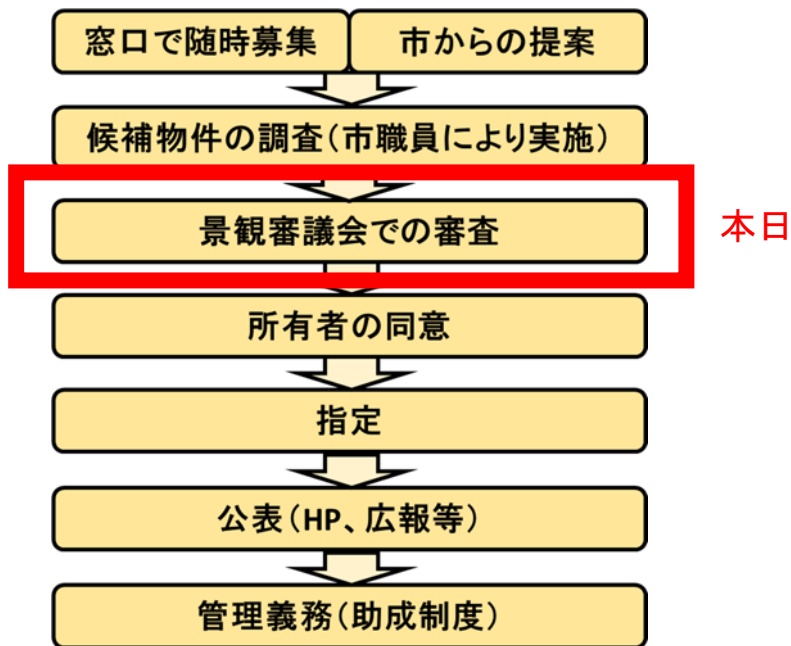 窓口で随時募集
市からの提案
候補物件の調査（市職員により実施）
景観審議会での審査
本日
所有者の同意
指定
公表（HP、広報等）
管理義務（助成制度）